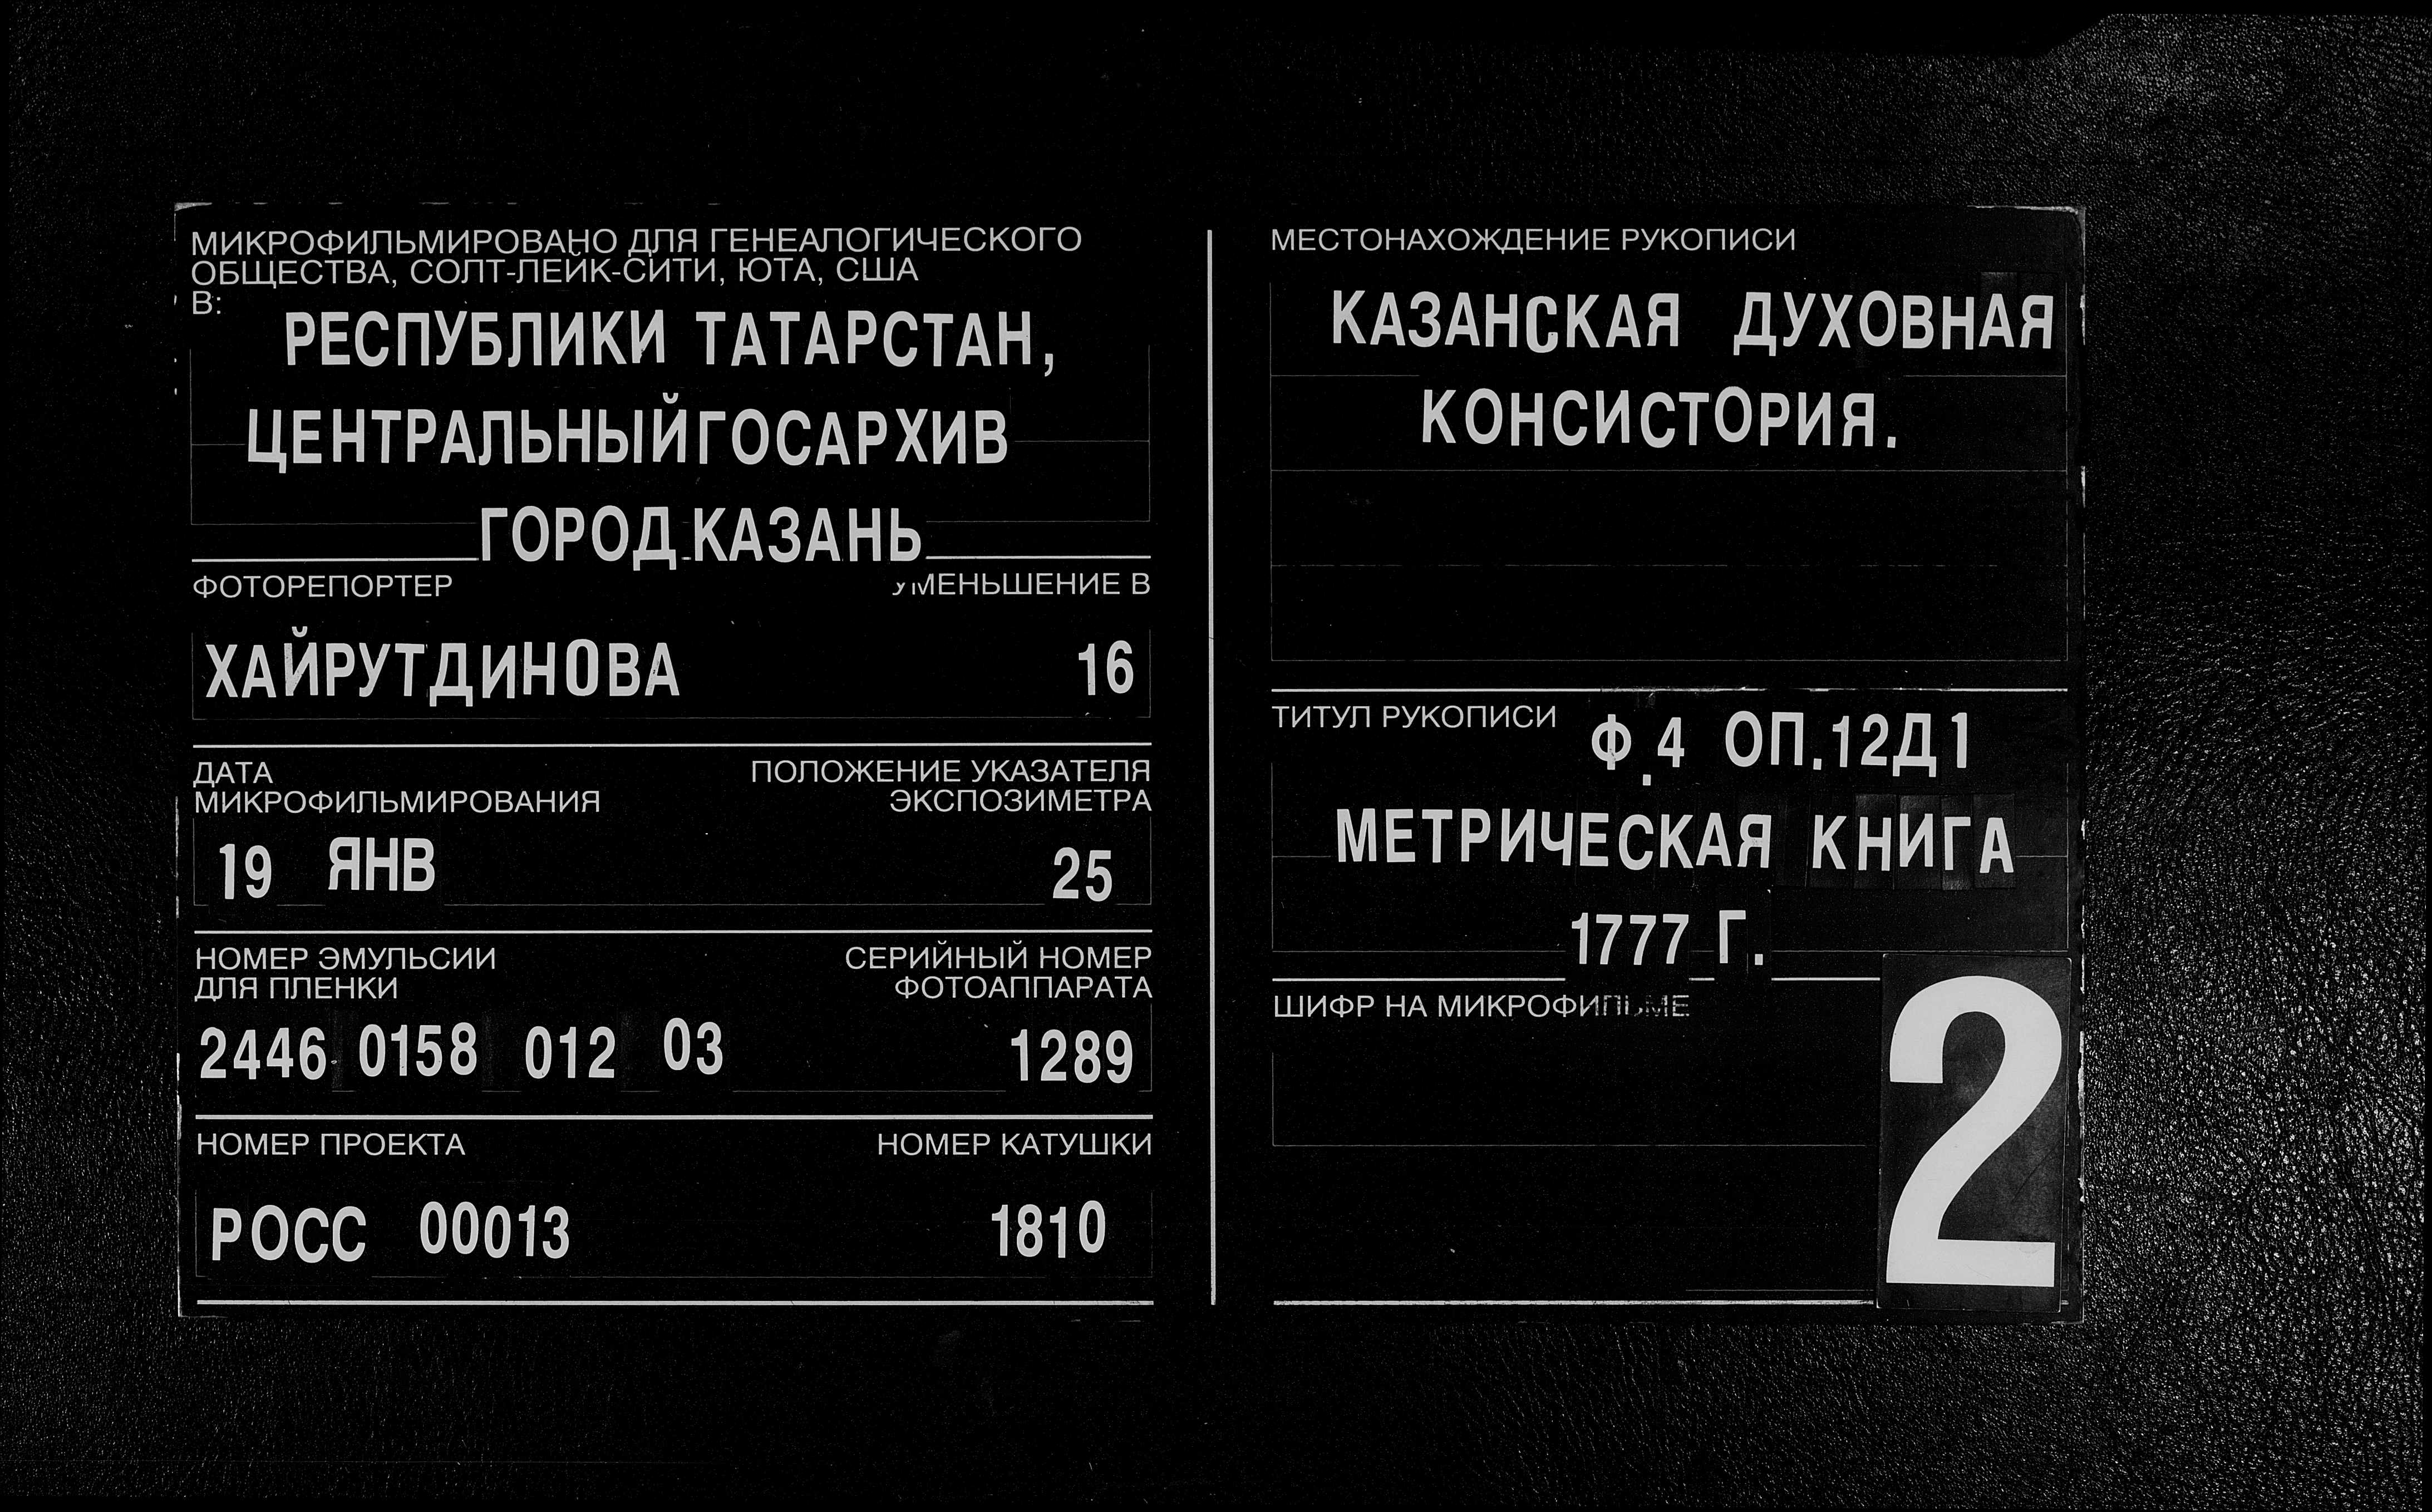 МИКРОФИЛЬМИРОВАНО ДЛЯ ГЕНЕАЛОГИЧЕСКОГО
ОБЩЕСТВА, СОЛТ-ЛЕЙК-СИТИ, ЮТА, США
В:
РЕСПУБЛИКИ ТАТАРСТАН,
ЦЕНТРАЛЬНЫЙ ГОСАРХИВ
ГОРОД КАЗАНЬ
ФОТОРЕПОРТЕР УМЕНЬШЕНИЕ В
ХАЙРУТДИНОВА 16
ДАТА
МИКРОФИЛЬМИРОВАНИЯ
ПОЛОЖЕНИЕ УКАЗАТЕЛЯ
ЭКСПОЗИМЕТРА
19 ЯНВ 25
НОМЕР ЭМУЛЬСИИ
ДЛЯ ПЛЕНКИ
СЕРИЙНЫЙ НОМЕР
ФОТОАППАРАТА
2446 0158 012 03 1289
НОМЕР ПРОЕКТА НОМЕР КАТУШКИ
РОСС 00013 1810
МЕСТОНАХОЖДЕНИЕ РУКОПИСИ
КАЗАНСКАЯ ДУХОВНАЯ
КОНСИСТОРИЯ.
ТИТУЛ РУКОПИСИ Ф.4 ОП.12Д1
МЕТРИЧЕСКАЯ КНИГА
1777 Г.
ШИФР НА МИКРОФИЛЬМЕ
2